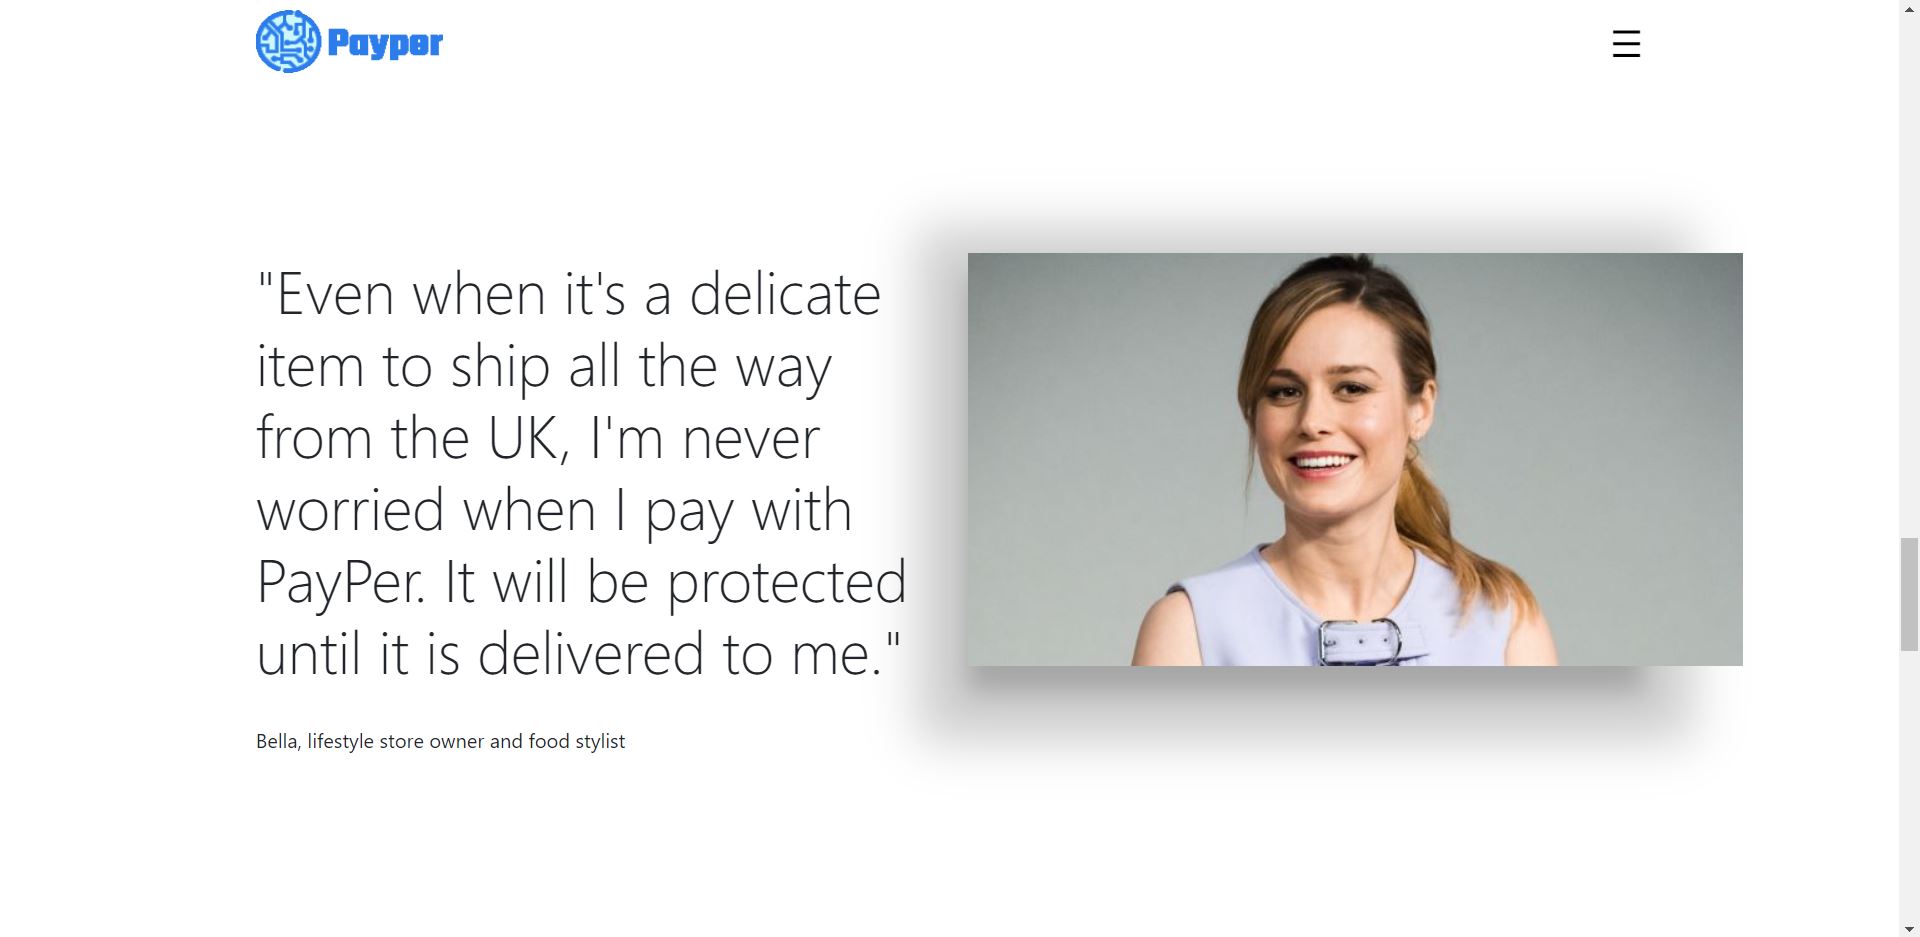 Payper
"Even when it's a delicate
item to ship all the way
from the UK, I'm never
worried when I pay with
PayPer. It will be protected
until it is delivered to me."
Bella, lifestyle store owner and food stylist